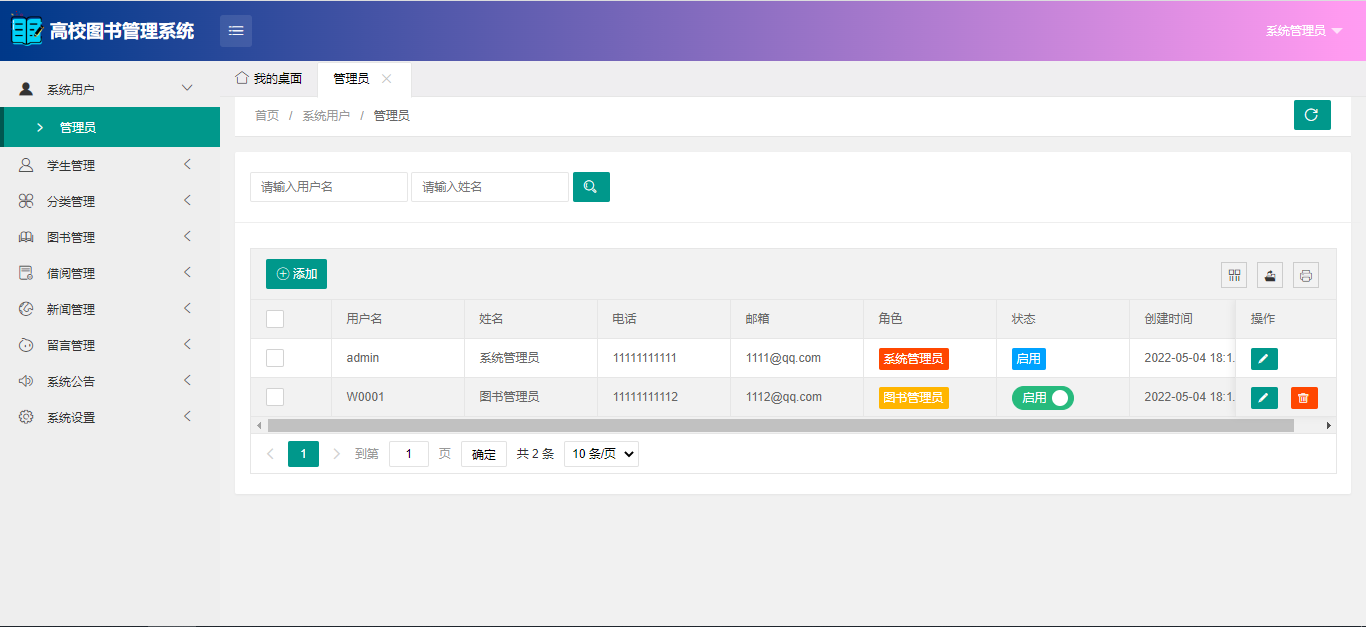 高校图书管理系统
系统管理员
系统用户
管理员
学生管理
分类管理
图书管理
借阅管理
新闻管理
留言管理
系统公告
系统设置
我的桌面 管理员
首页 / 系统用户 / 管理员
请输入用户名 请输入姓名
添加
用户名 姓名 电话 邮箱 角色 状态 创建时间 操作
admin 系统管理员 11111111111 1111@qq.com 系统管理员 启用 2022-05-04 18:1.
W0001 图书管理员 11111111112 1112@qq.com 图书管理员 启用 2022-05-04 18:1.
1 到第 1 页 确定 共 2 条 10 条/页